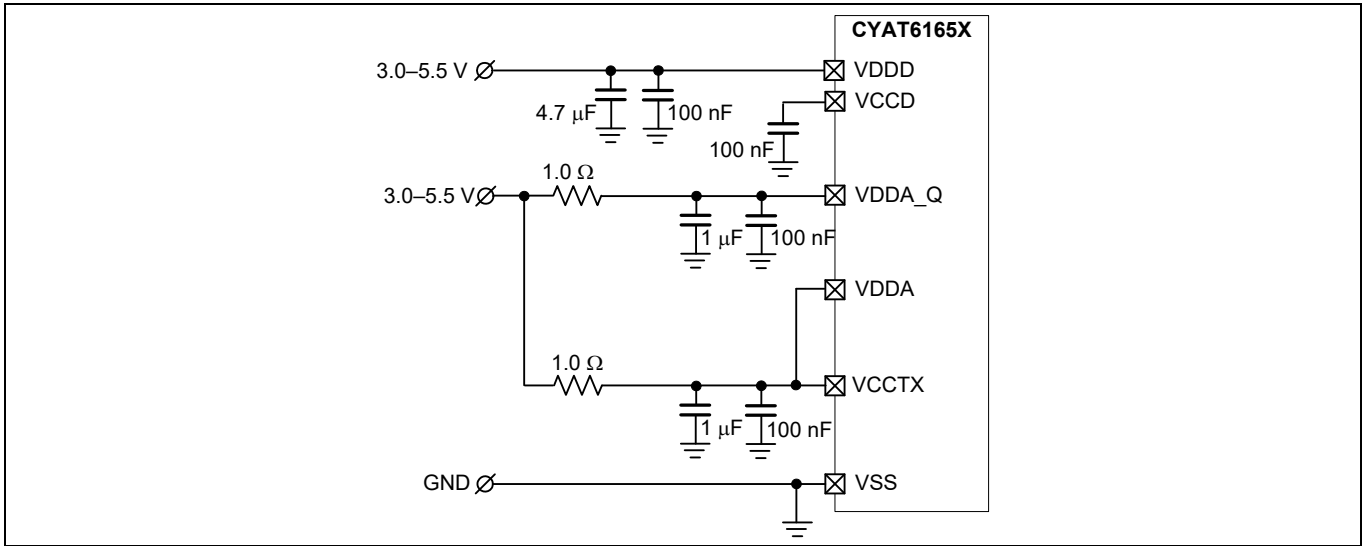 CYAT6165X
3.0–5.5 V
VDDD
VCCD
4.7 μF
100 nF
100 nF
1.0 Ω
3.0–5.5 V
VDDA_Q
1 μF
100 nF
VDDA
1.0 Ω
VCCTX
1 μF
100 nF
GND
VSS